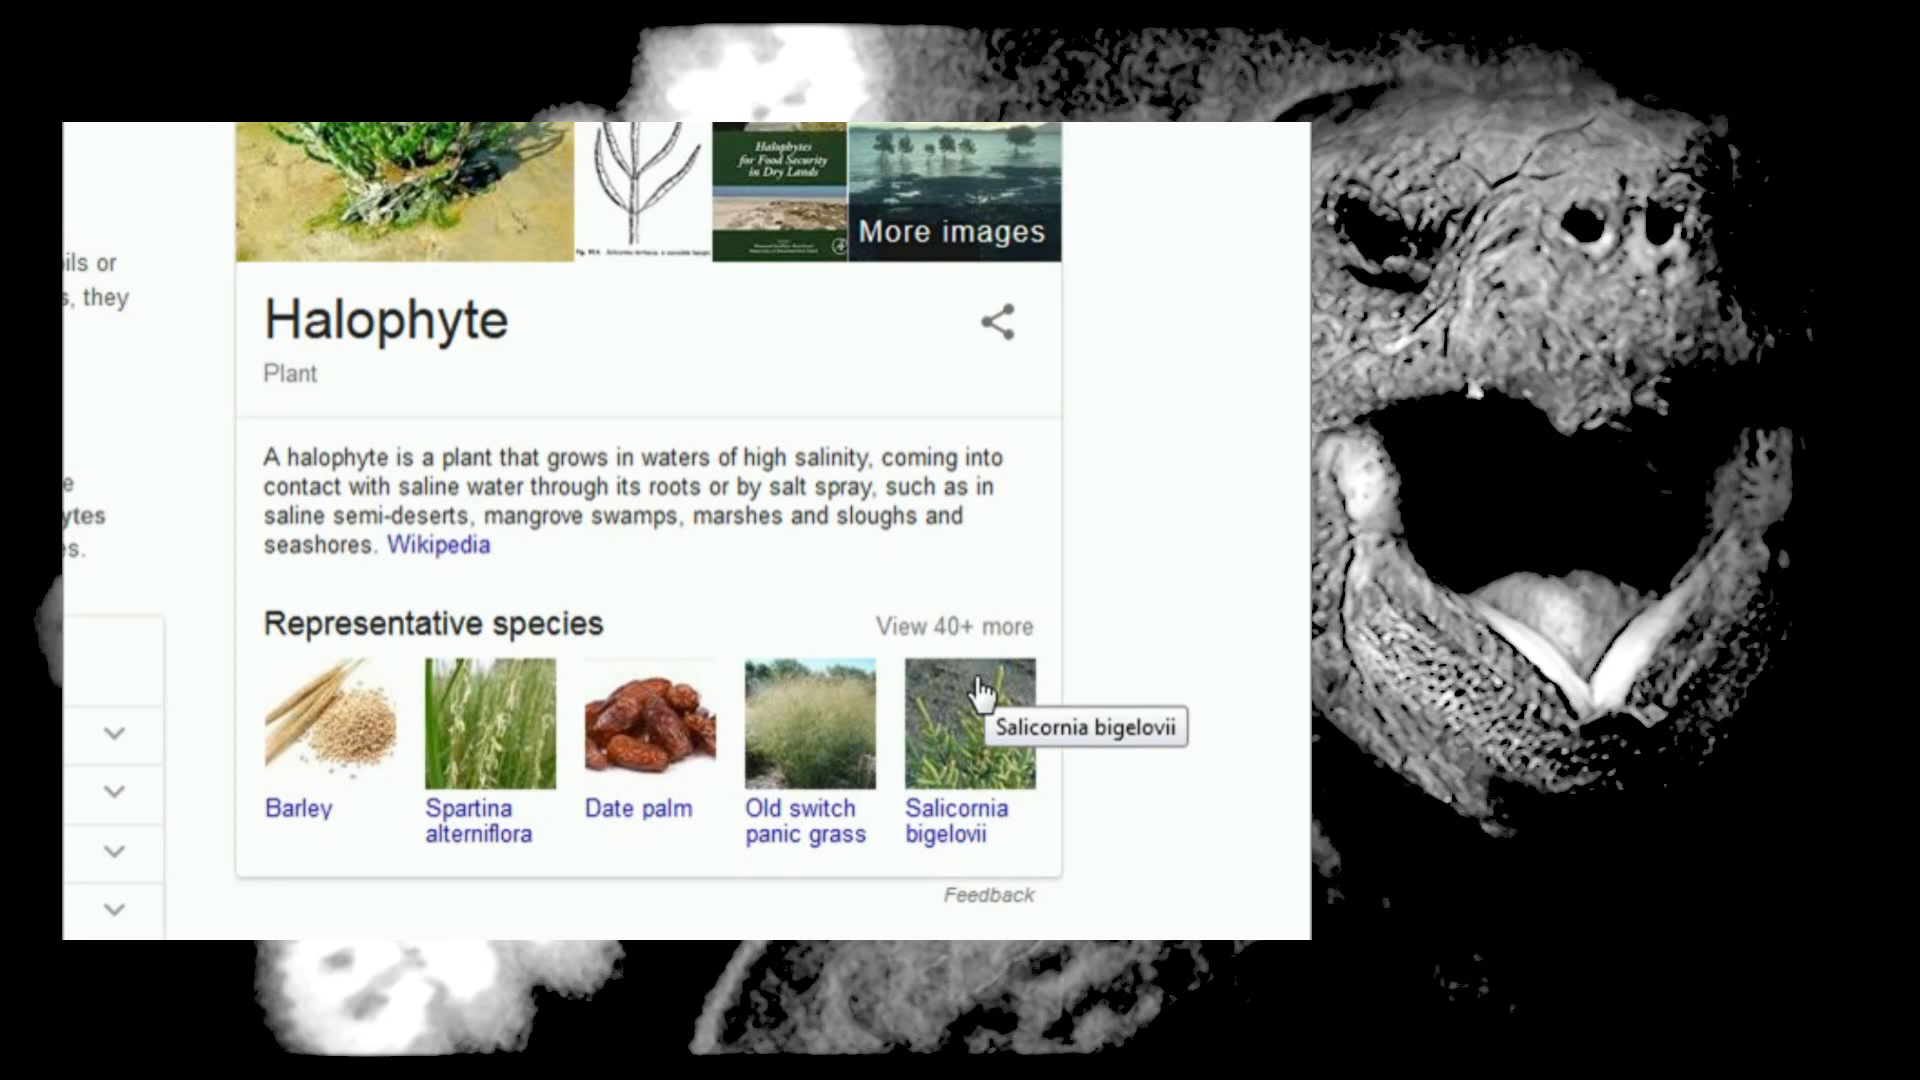 Halophytes
for Food Security
in Dry Lands
More images
ils or
s, they
Halophyte
Plant
A halophyte is a plant that grows in waters of high salinity, coming into
contact with saline water through its roots or by salt spray, such as in
saline semi-deserts, mangrove swamps, marshes and sloughs and
seashores. Wikipedia
e
ytes
es.
Representative species
View 40+ more
Salicornia bigelovii
Barley
Spartina
alterniflora
Date palm
Old switch
panic grass
Salicornia
bigelovii
Feedback